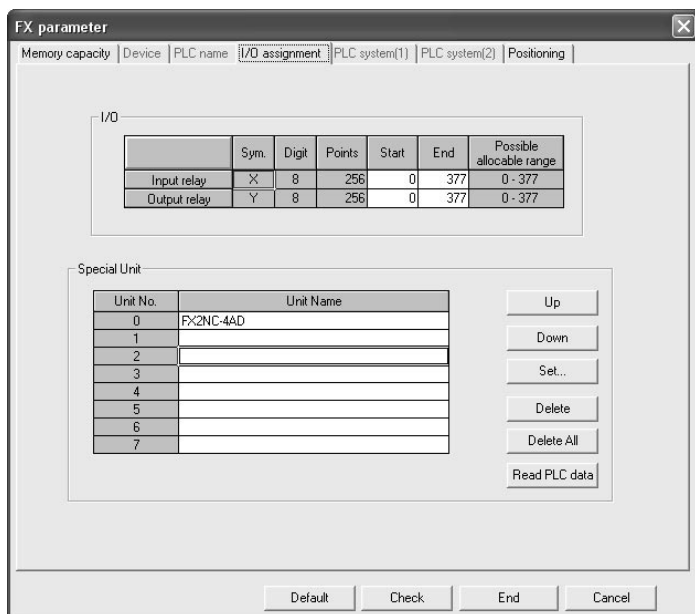 FX parameter
Memory capacity Device PLC name I/O assignment PLC system(1) PLC system(2) Positioning
I/O
Sym. Digit Points Start End Possible allocable range
Input relay X 8 256 0 377 0 - 377
Output relay Y 8 256 0 377 0 - 377
Special Unit
Unit No. Unit Name
0 FX2NC-4AD
1
2
3
4
5
6
7
Up
Down
Set...
Delete
Delete All
Read PLC data
Default Check End Cancel